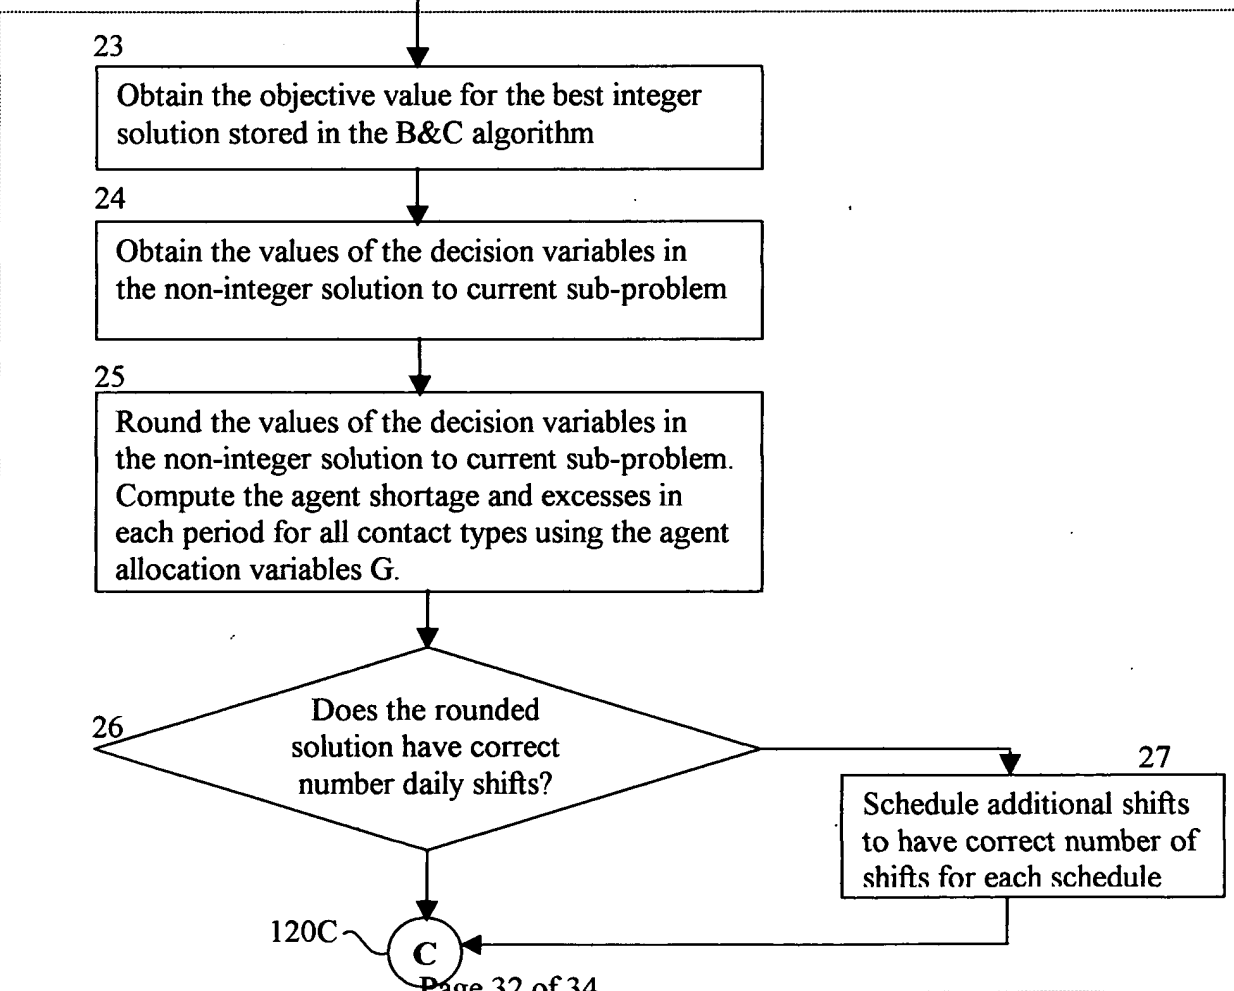 23
Obtain the objective value for the best integer
solution stored in the B&C algorithm
24
Obtain the values of the decision variables in
the non-integer solution to current sub-problem
25
Round the values of the decision variables in
the non-integer solution to current sub-problem.
Compute the agent shortage and excesses in
each period for all contact types using the agent
allocation variables G.
26
Does the rounded
solution have correct
number daily shifts?
27
Schedule additional shifts
to have correct number of
shifts for each schedule
120C
C
Page 32 of 34